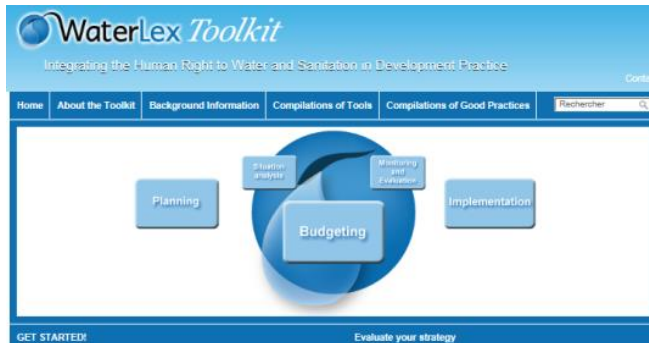 WaterLex Toolkit
Integrating the Human Right to Water and Sanitation in Development Practice
Conta
Home About the Toolkit Background Information Compilations of Tools Compilations of Good Practices Rechercher
Situation
analysis
Monitoring
and
Evaluation
Planning
Implementation
Budgeting
GET STARTED! Evaluate your strategy